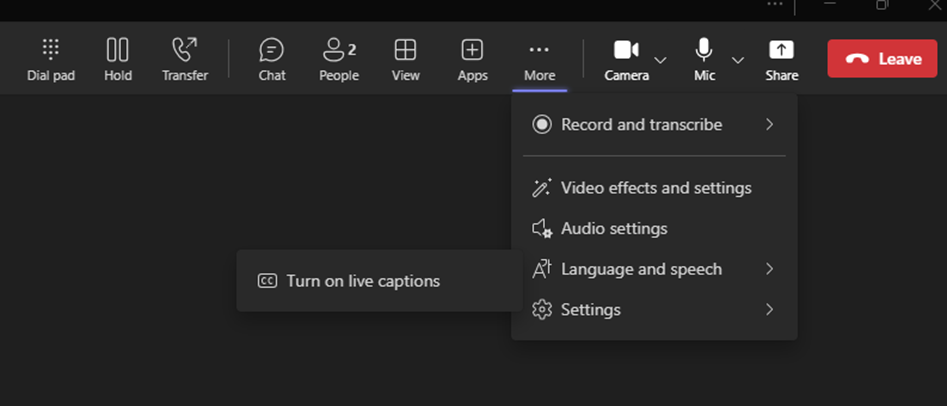 Dial pad Hold Transfer Chat People 2 View Apps More Camera Mic Share Leave
Record and transcribe
Video effects and settings
Audio settings
Language and speech
CC Turn on live captions
Settings